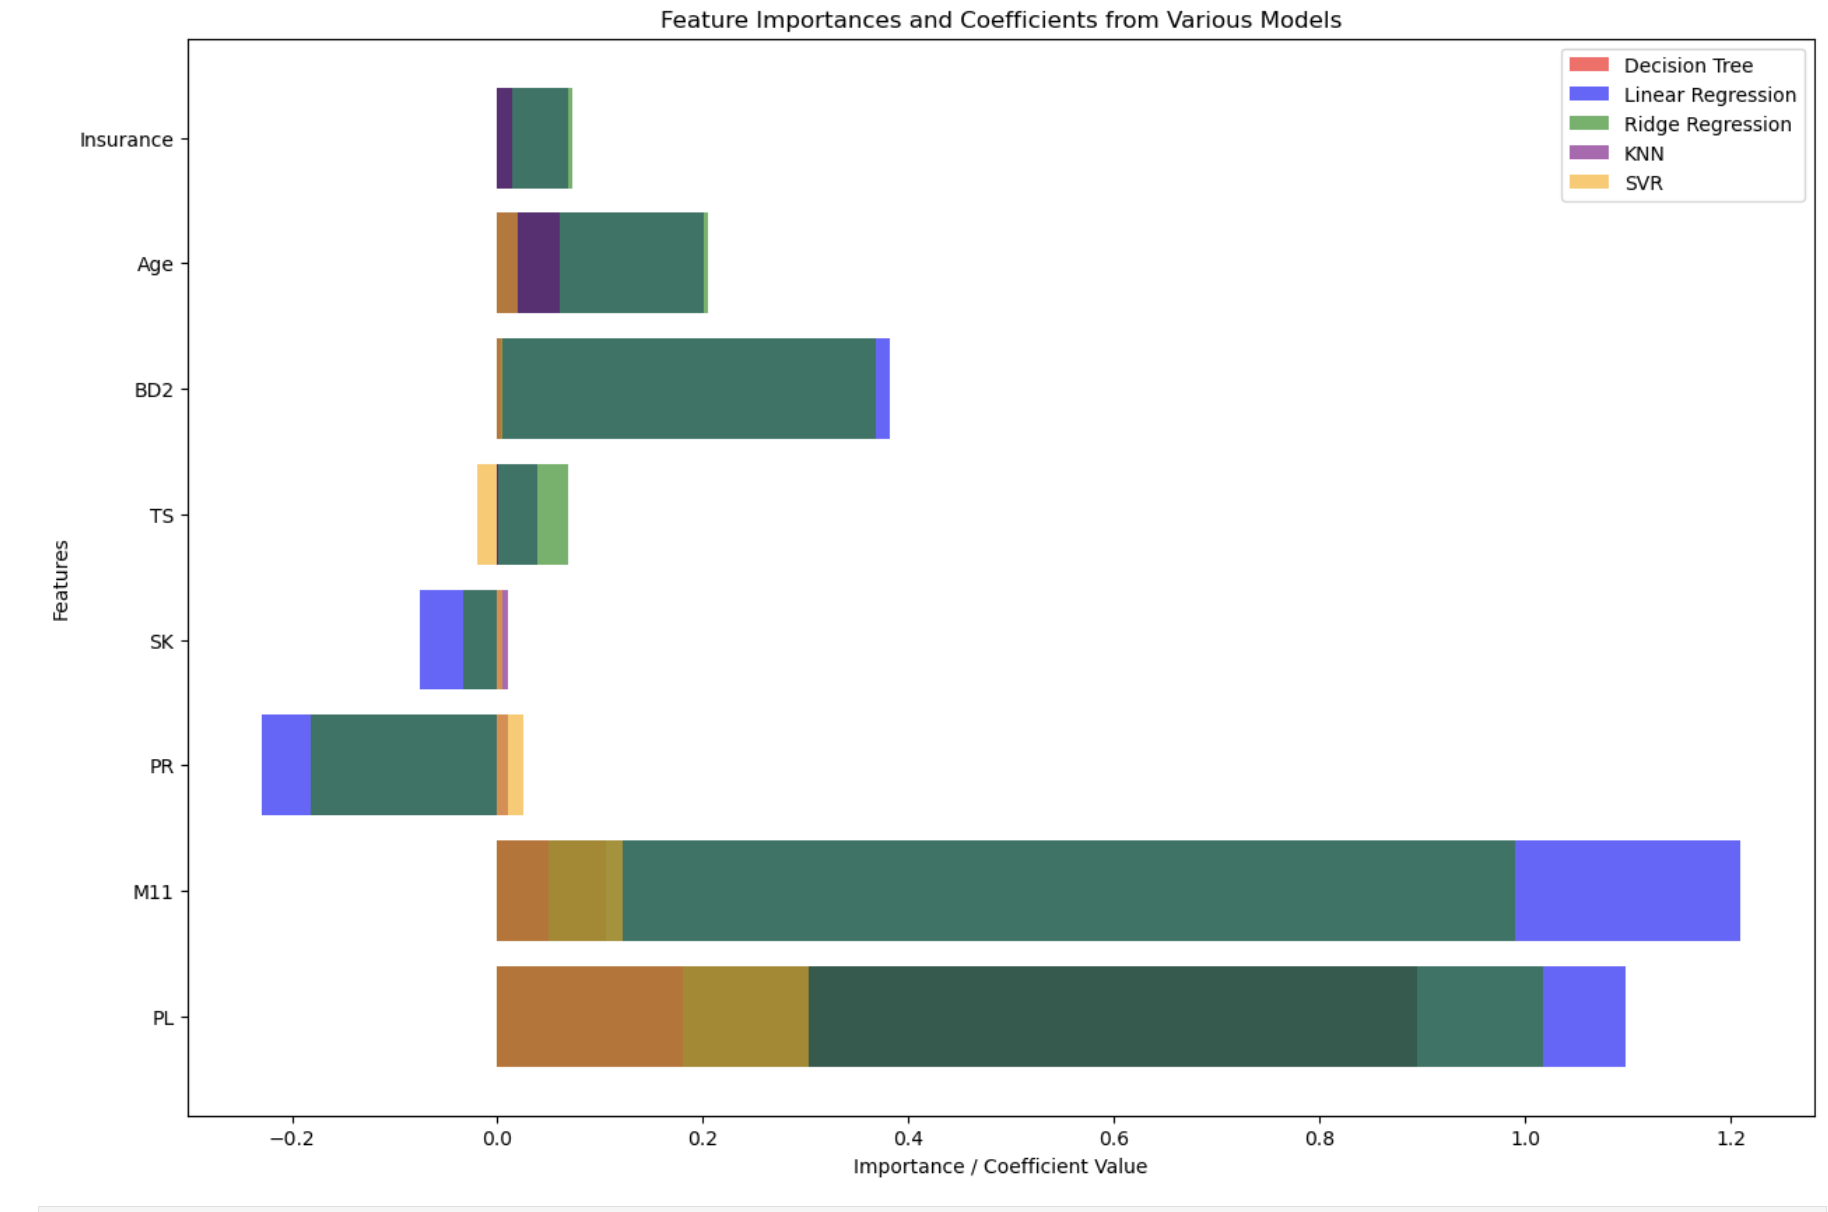 Feature Importances and Coefficients from Various Models
Decision Tree
Linear Regression
Ridge Regression
KNN
SVR
Insurance
Age
BD2
TS
SK
PR
M11
PL
Features
−0.2 0.0 0.2 0.4 0.6 0.8 1.0 1.2
Importance / Coefficient Value